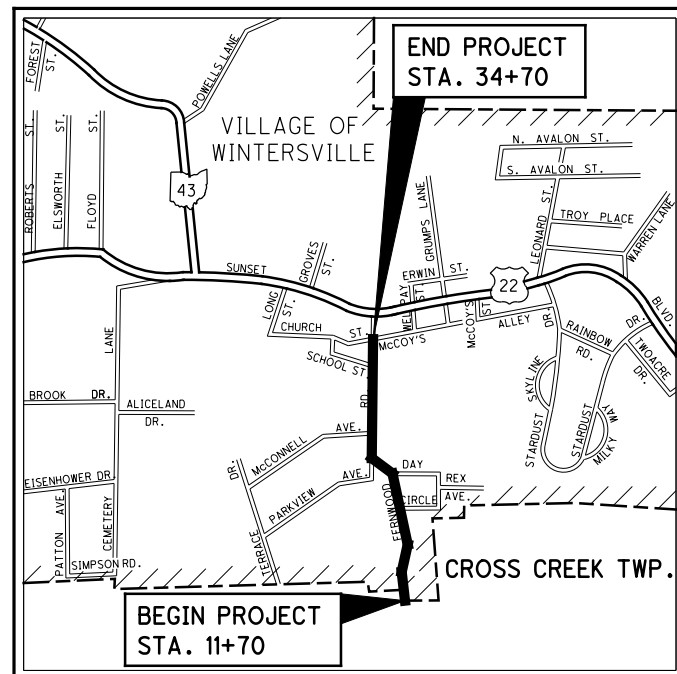 END PROJECT
STA. 34+70
VILLAGE OF
WINTERSVILLE
FOREST
ST.
POWELLS LANE
43
ROBERTS ST.
ELSWORTH ST.
FLOYD ST.
N. AVALON ST.
S. AVALON ST.
LEONARD ST.
TROY PLACE
WARREN LANE
GRUMPS LANE
GROVES
ST.
SUNSET
ERWIN ST.
22
BLVD.
LONG
ST.
CHURCH ST.
SCHOOL ST.
McCOY'S
McCOY'S
ST.
ALLEY
DR.
RAINBOW
RD.
DR.
TWOACRE
DR.
SKYLINE
STARDUST
STARDUST
MILKY WAY
LANE
BROOK DR.
ALICELAND
DR.
RD.
McCONNELL AVE.
PARKVIEW AVE.
DR.
TERRACE
DAY
REX
CIRCLE AVE.
FERNWOOD
EISENHOWER DR.
PATTON AVE.
CEMETERY
SIMPSON RD.
CROSS CREEK TWP.
BEGIN PROJECT
STA. 11+70